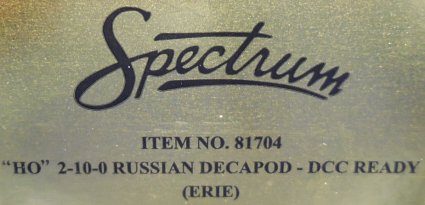 Spectrum
ITEM NO. 81704
“HO” 2-10-0 RUSSIAN DECAPOD - DCC READY
(ERIE)